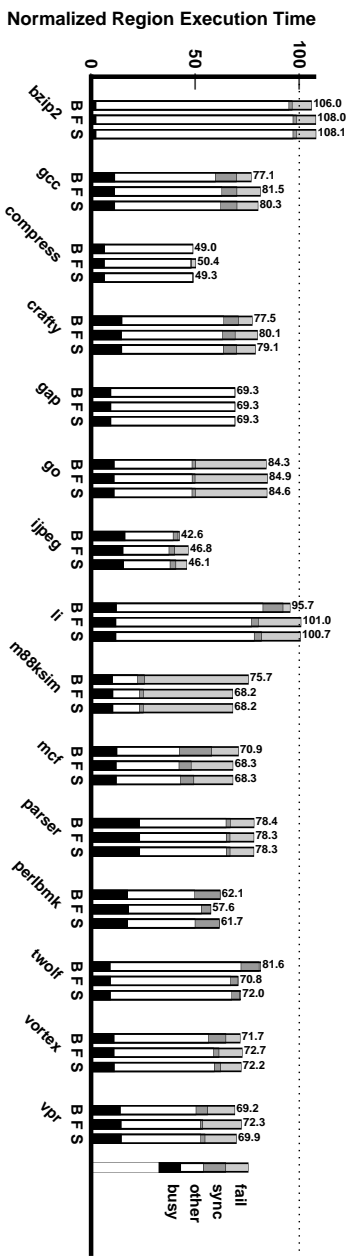 Normalized Region Execution Time
0
50
100
106.0
108.0
108.1
B F S
bzip2
77.1
81.5
80.3
B F S
gcc
49.0
50.4
49.3
B F S
compress
77.5
80.1
79.1
B F S
crafty
69.3
69.3
69.3
B F S
gap
84.3
84.9
84.6
B F S
go
42.6
46.8
46.1
B F S
ijpeg
95.7
101.0
100.7
B F S
li
75.7
68.2
68.2
B F S
m88ksim
70.9
68.3
68.3
B F S
mcf
78.4
78.3
78.3
B F S
parser
62.1
57.6
61.7
B F S
perlbmk
81.6
70.8
72.0
B F S
twolf
71.7
72.7
72.2
B F S
vortex
69.2
72.3
69.9
B F S
vpr
fail
sync
other
busy